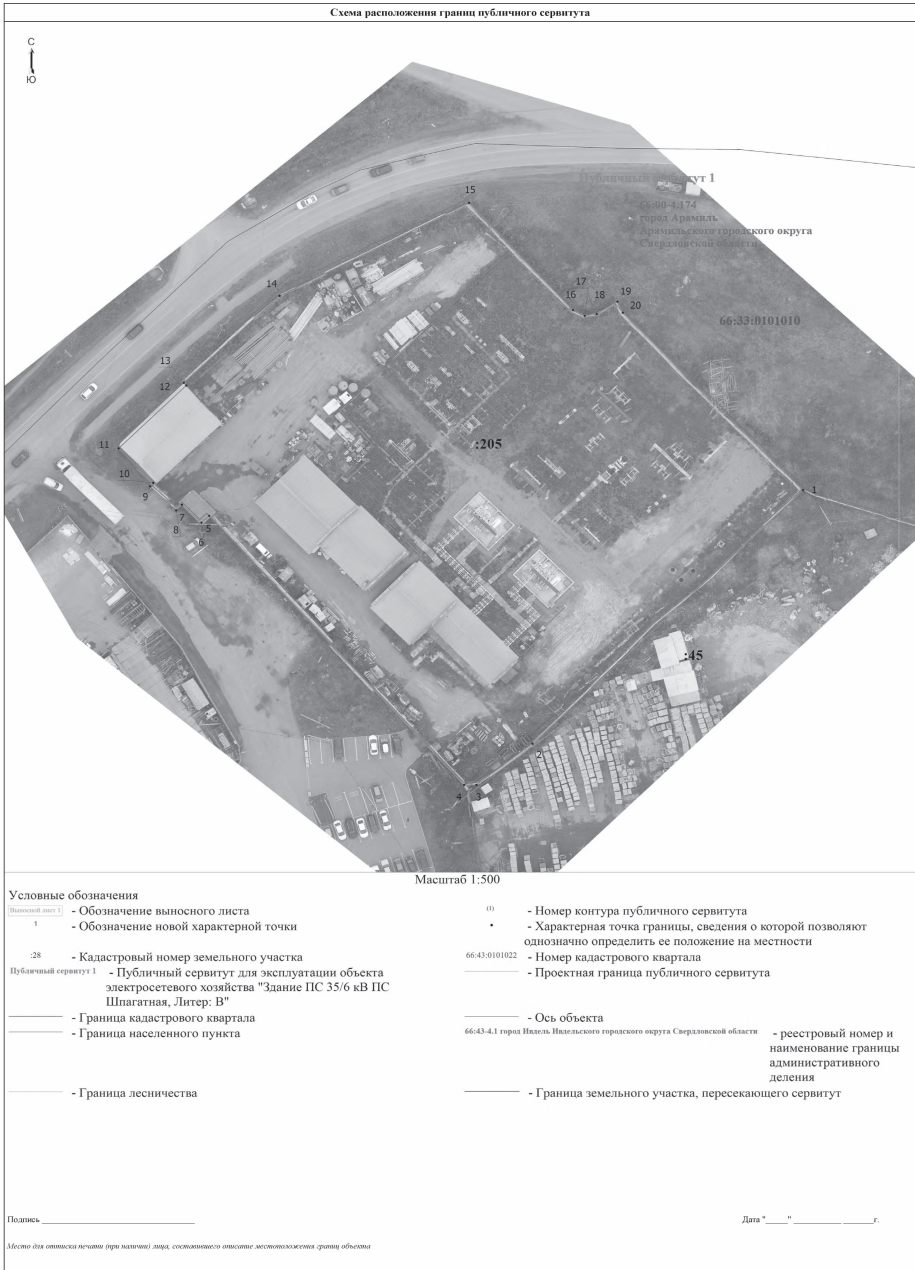 Схема расположения границ публичного сервитута
С
Ю
15
Публичный сервитут 1
66:00-4.174
город Арамиль
Арамильского городского округа
Свердловской области
14
17
16
18
19
20
66:33:0101010
13
12
:205
11
10
9
1
7
8
5
6
:45
2
4
3
Масштаб 1:500
Условные обозначения
Выносной лист 1 - Обозначение выносного листа
1 - Обозначение новой характерной точки
:28 - Кадастровый номер земельного участка
Публичный сервитут 1 - Публичный сервитут для эксплуатации объекта
электросетевого хозяйства "Здание ПС 35/6 кВ ПС
Шпагатная, Литер: В"
- Граница кадастрового квартала
- Граница населенного пункта
- Граница лесничества
(1) - Номер контура публичного сервитута
- Характерная точка границы, сведения о которой позволяют
однозначно определить ее положение на местности
66:43:0101022 - Номер кадастрового квартала
- Проектная граница публичного сервитута
- Ось объекта
66:43-4.1 город Ивдель Ивдельского городского округа Свердловской области - реестровый номер и
наименование границы
административного
деления
- Граница земельного участка, пересекающего сервитут
Подпись ____________________
Дата "____" __________ ______г.
Место для оттиска печати (при наличии) лица, составившего описание местоположения границ объекта